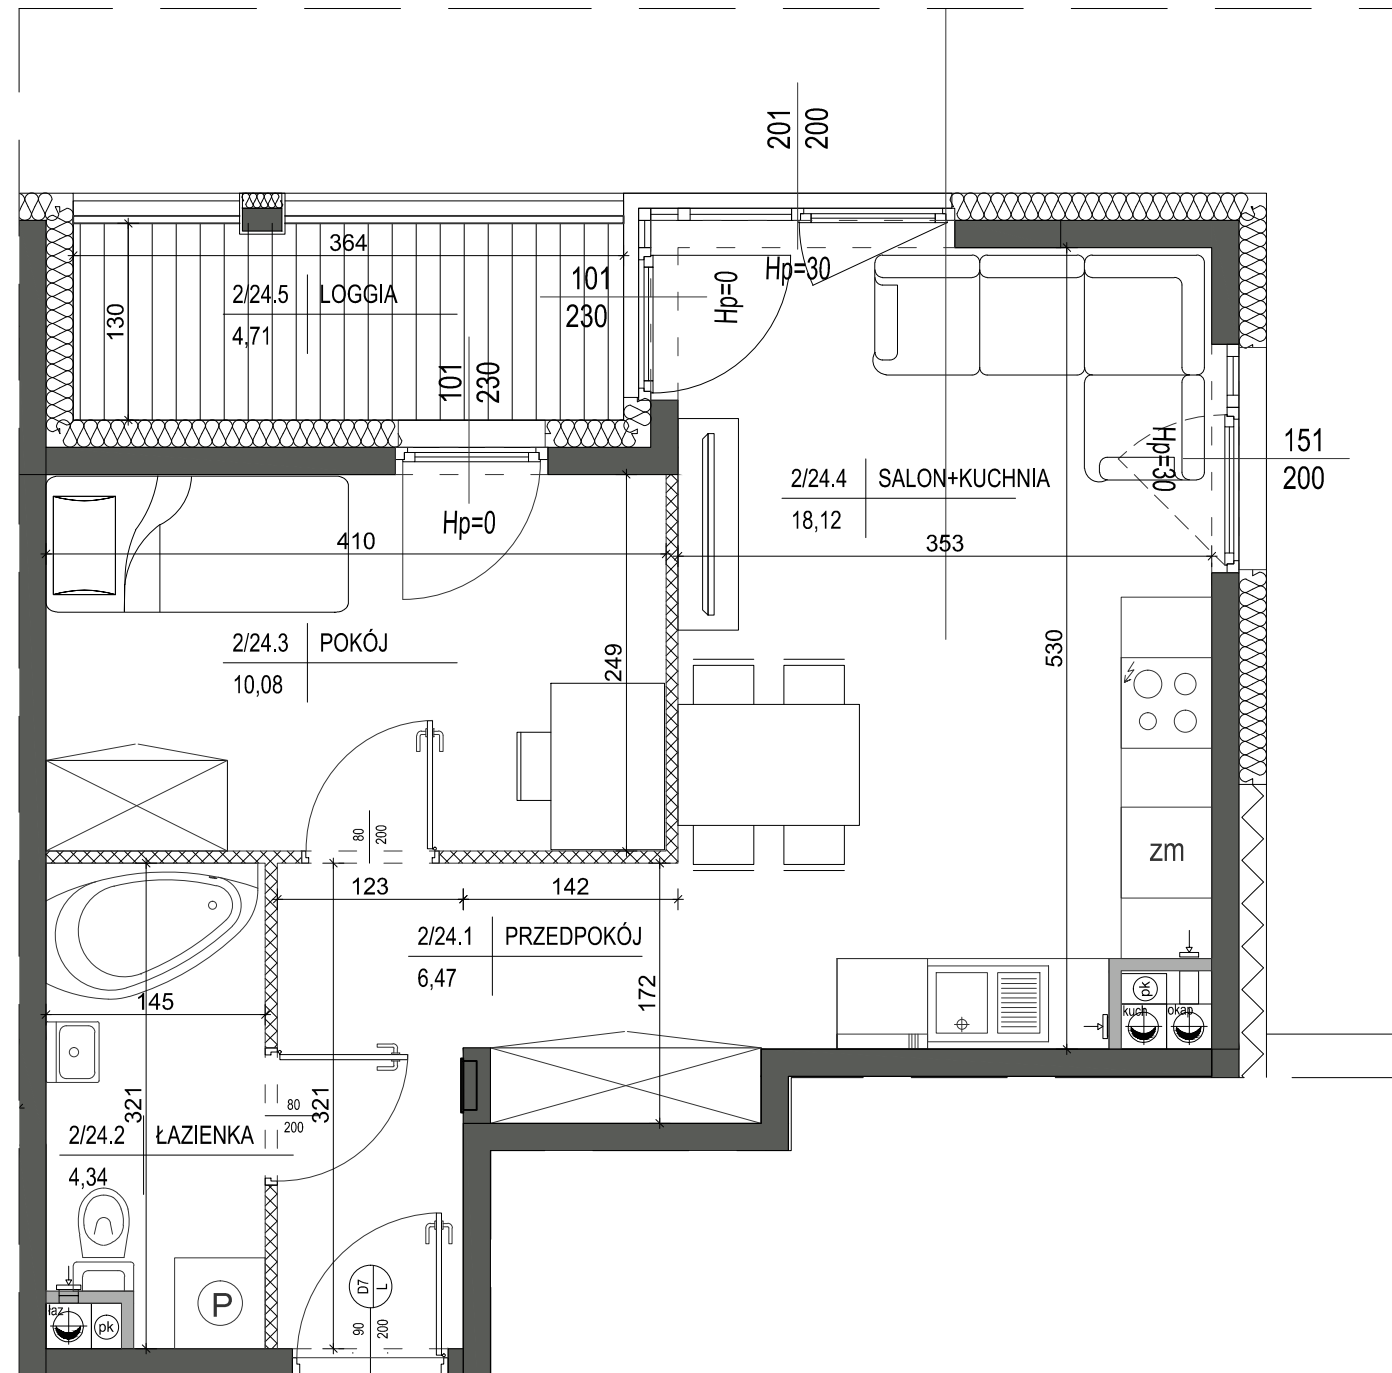 201
200
364
2/24.5 LOGGIA
4,71
130
101
230
Hp=0
Hp=30
101
230
Hp=0
Hp=30
151
200
2/24.4 SALON+KUCHNIA
18,12
353
530
410
2/24.3 POKÓJ
10,08
249
80
200
zm
123
142
2/24.1 PRZEDPOKÓJ
6,47
172
145
pk
kuch
okap
321
321
80
200
2/24.2 ŁAZIENKA
4,34
P
łaz
pk
D7
L
90
200